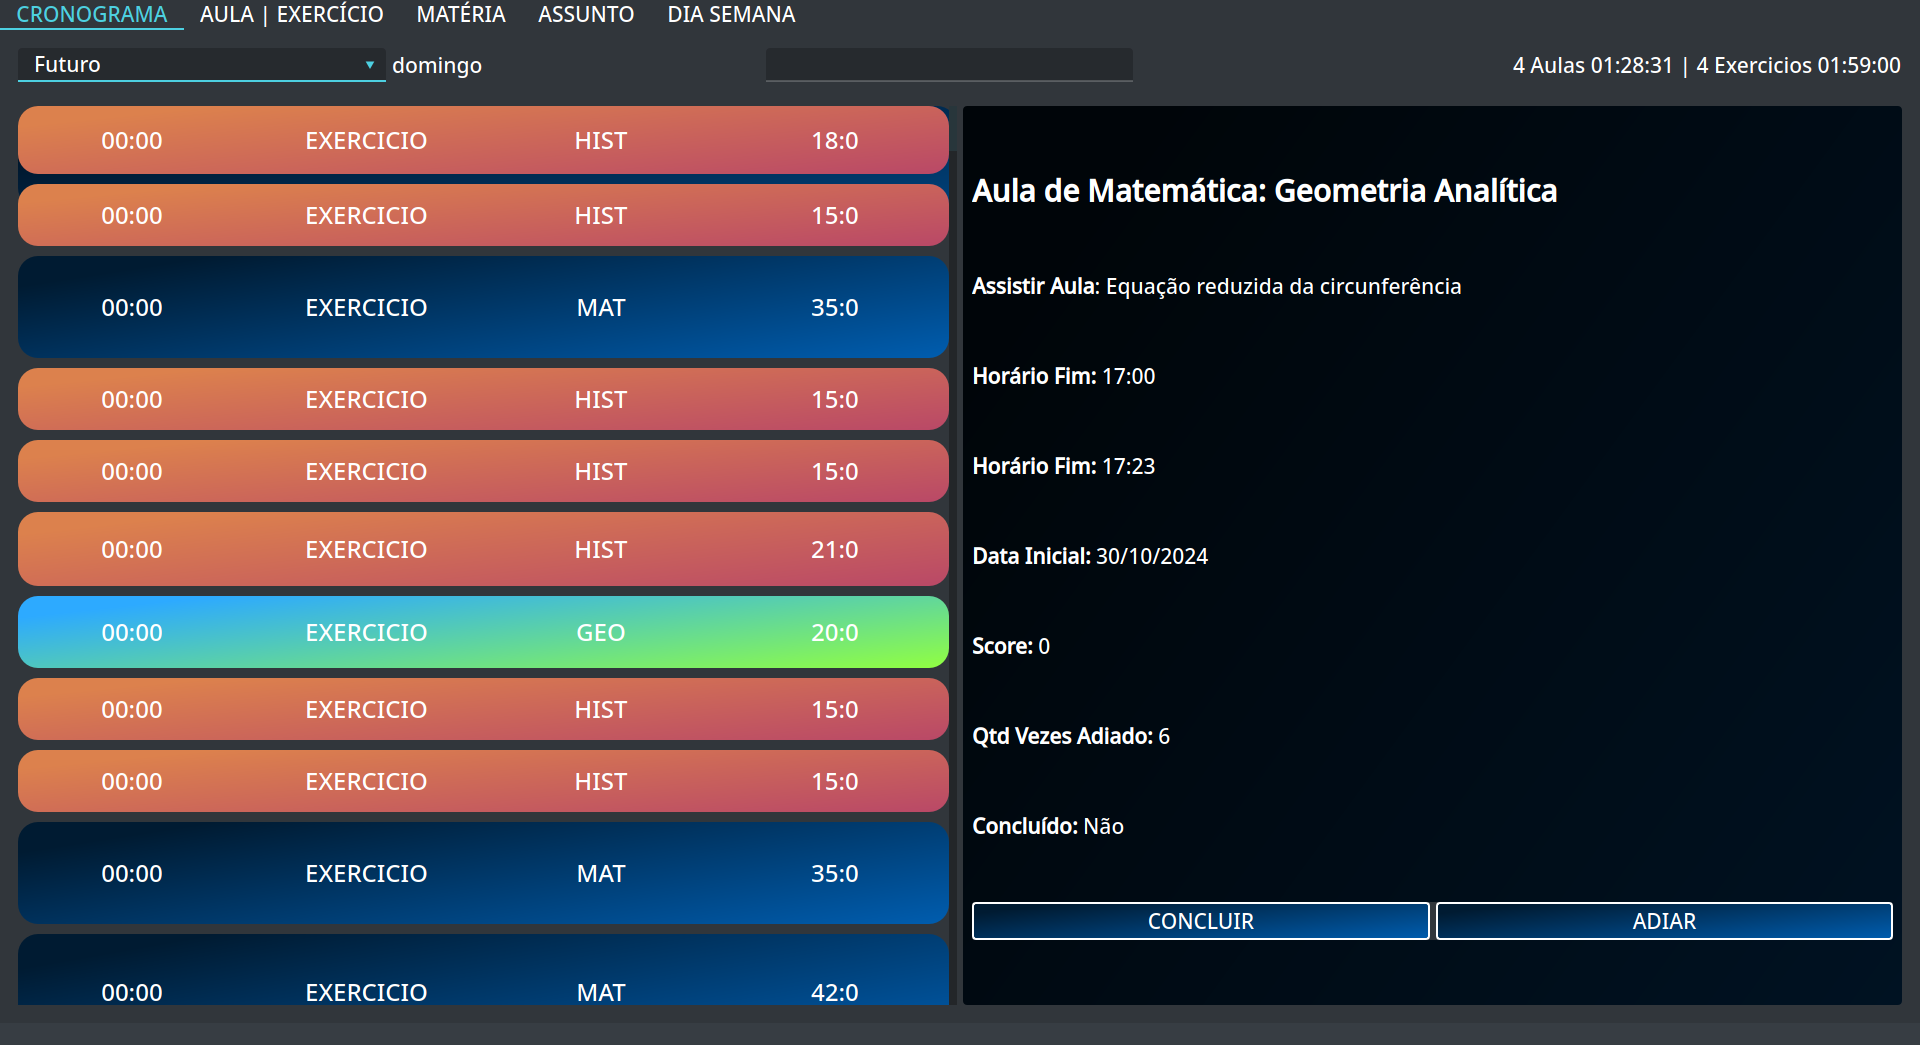 CRONOGRAMA AULA | EXERCÍCIO MATÉRIA ASSUNTO DIA SEMANA
Futuro domingo 4 Aulas 01:28:31 | 4 Exercicios 01:59:00
00:00 EXERCICIO HIST 18:0
00:00 EXERCICIO HIST 15:0
00:00 EXERCICIO MAT 35:0
00:00 EXERCICIO HIST 15:0
00:00 EXERCICIO HIST 15:0
00:00 EXERCICIO HIST 21:0
00:00 EXERCICIO GEO 20:0
00:00 EXERCICIO HIST 15:0
00:00 EXERCICIO HIST 15:0
00:00 EXERCICIO MAT 35:0
00:00 EXERCICIO MAT 42:0
Aula de Matemática: Geometria Analítica
Assistir Aula: Equação reduzida da circunferência
Horário Fim: 17:00
Horário Fim: 17:23
Data Inicial: 30/10/2024
Score: 0
Qtd Vezes Adiado: 6
Concluído: Não
CONCLUIR ADIAR